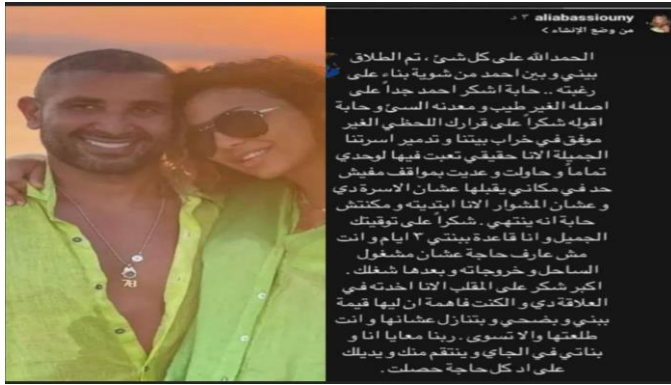 aliabassiouny ٣ د
من وضع الإنشاء >
الحمدالله على كل شئ ، تم الطلاق
بيني و بين احمد من شوية بناء على
رغبته .. حابة اشكر احمد جداً على
اصله الغير طيب و معدنه السئ و حابة
اقوله شكراً على قرارك اللحظي الغير
موفق في خراب بيتنا و تدمير اسرتنا
الجميلة الانا حقيقي تعبت فيها لوحدي
تماماً و حاولت و عديت بمواقف مفيش
حد في مكاني يقبلها عشان الاسرة دي
و عشان المشوار الانا ابتديته و مكنتش
حابة انه ينتهي . شكراً على توقيتك
الجميل و انا قاعدة ببنتي ٣ ايام و انت
مش عارف حاجة عشان مشغول
الساحل و خروجاته و بعدها شغلك .
اكبر شكر على المقلب الانا اخدته في
العلاقة دي و الكنت فاهمة ان ليها قيمة
ببني و بضحي و بتنازل عشانها و انت
طلعتها والا تسوى . ربنا معايا انا و
بناتي في الجاي و ينتقم منك و يديلك
على اد كل حاجة حصلت .
78